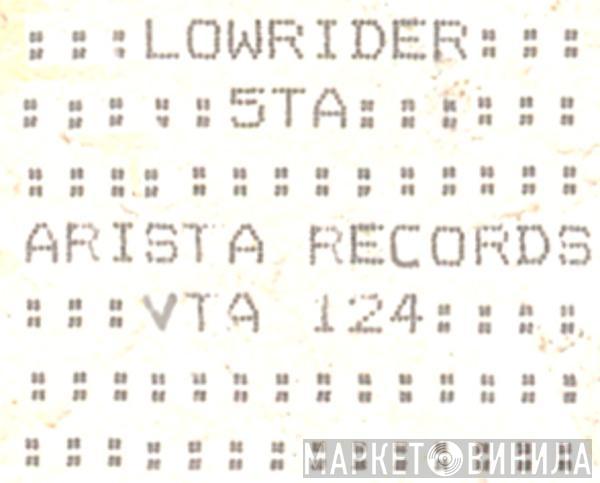 LOWRIDER
5TA
ARISTA RECORDS
VTA 124
МАРКЕТ ВИНИЛА